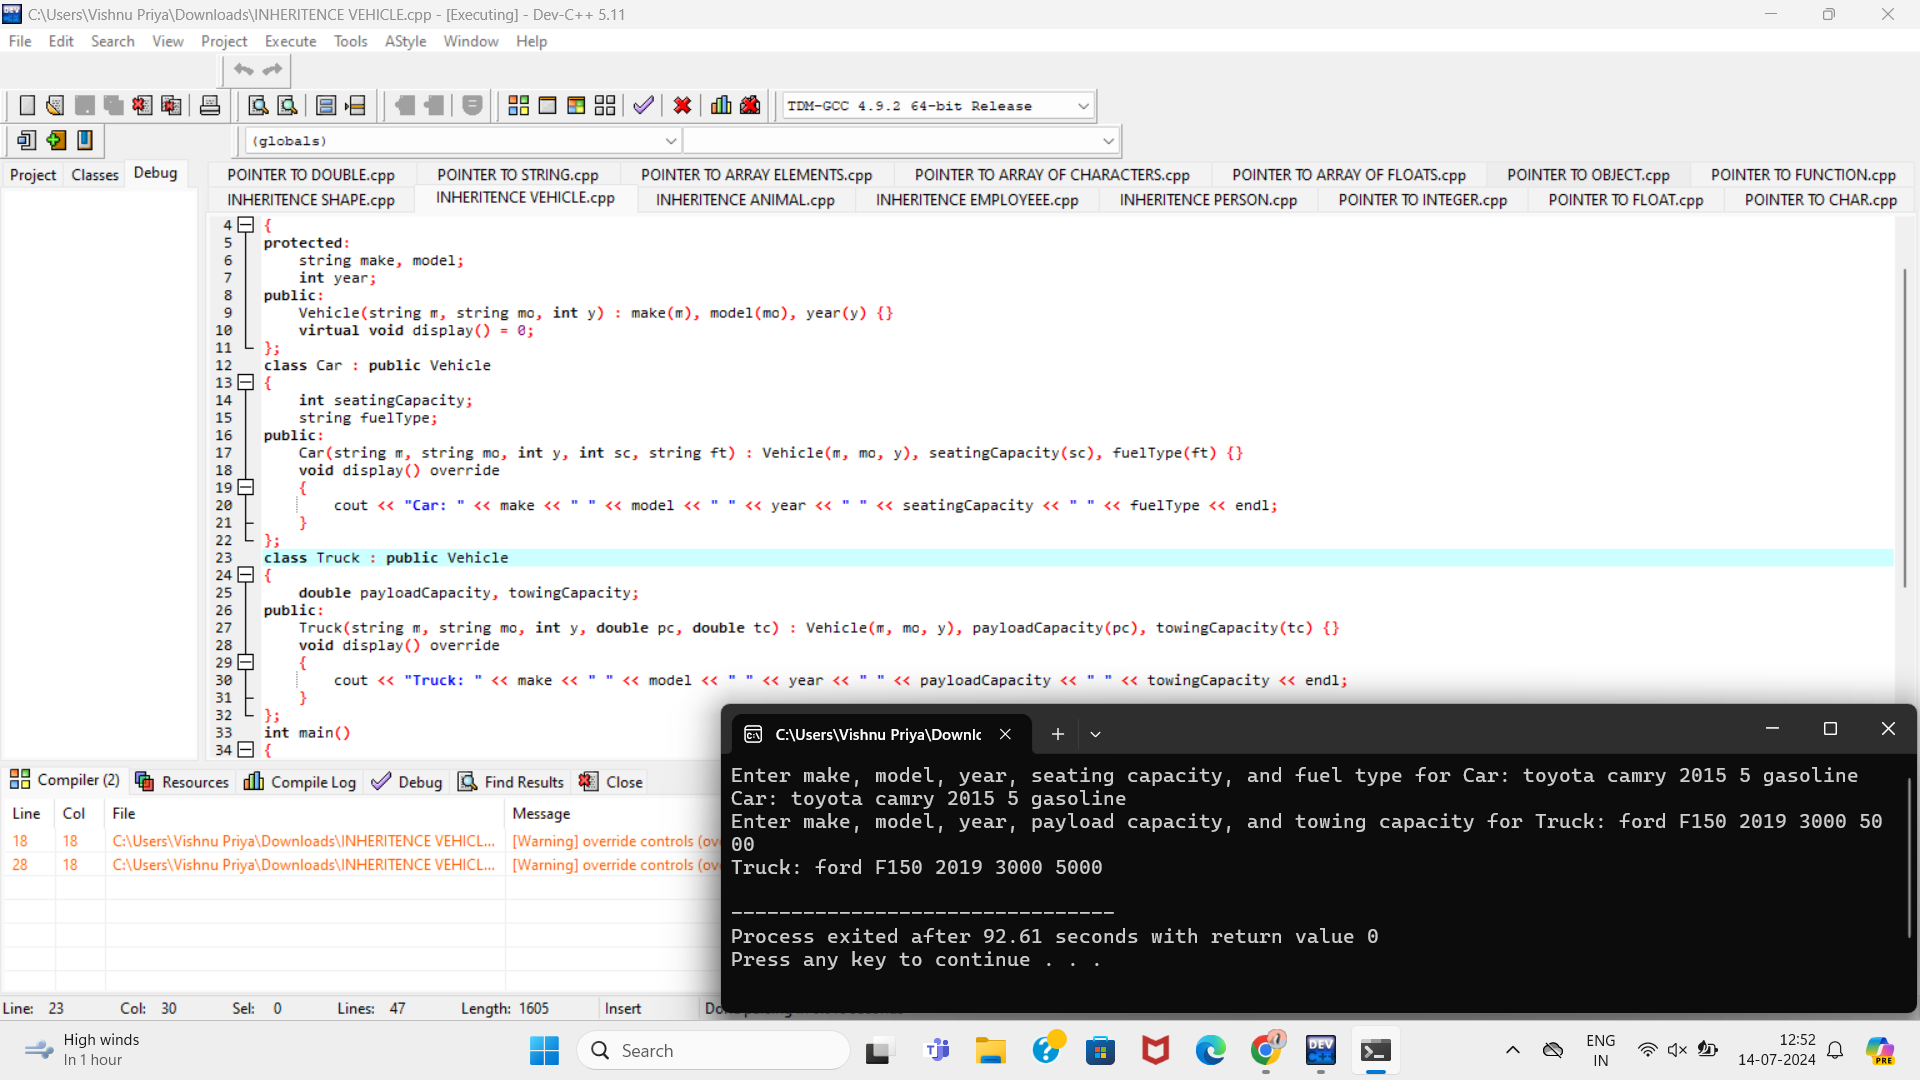 C:\Users\Vishnu Priya\Downloads\INHERITENCE VEHICLE.cpp - [Executing] - Dev-C++ 5.11
File Edit Search View Project Execute Tools AStyle Window Help
TDM-GCC 4.9.2 64-bit Release
(globals)
Project Classes Debug
POINTER TO DOUBLE.cpp POINTER TO STRING.cpp POINTER TO ARRAY ELEMENTS.cpp POINTER TO ARRAY OF CHARACTERS.cpp POINTER TO ARRAY OF FLOATS.cpp POINTER TO OBJECT.cpp POINTER TO FUNCTION.cpp
INHERITENCE SHAPE.cpp INHERITENCE VEHICLE.cpp INHERITENCE ANIMAL.cpp INHERITENCE EMPLOYEEE.cpp INHERITENCE PERSON.cpp POINTER TO INTEGER.cpp POINTER TO FLOAT.cpp POINTER TO CHAR.cpp
4 {
5 protected:
6 string make, model;
7 int year;
8 public:
9 Vehicle(string m, string mo, int y) : make(m), model(mo), year(y) {}
10 virtual void display() = 0;
11 };
12 class Car : public Vehicle
13 {
14 int seatingCapacity;
15 string fuelType;
16 public:
17 Car(string m, string mo, int y, int sc, string ft) : Vehicle(m, mo, y), seatingCapacity(sc), fuelType(ft) {}
18 void display() override
19 {
20 cout << "Car: " << make << " " << model << " " << year << " " << seatingCapacity << " " << fuelType << endl;
21 }
22 };
23 class Truck : public Vehicle
24 {
25 double payloadCapacity, towingCapacity;
26 public:
27 Truck(string m, string mo, int y, double pc, double tc) : Vehicle(m, mo, y), payloadCapacity(pc), towingCapacity(tc) {}
28 void display() override
29 {
30 cout << "Truck: " << make << " " << model << " " << year << " " << payloadCapacity << " " << towingCapacity << endl;
31 }
32 };
33 int main()
34 {
Compiler (2) Resources Compile Log Debug Find Results Close
Line Col File Message
18 18 C:\Users\Vishnu Priya\Downloads\INHERITENCE VEHICL... [Warning] override controls (ov
28 18 C:\Users\Vishnu Priya\Downloads\INHERITENCE VEHICL... [Warning] override controls (ov
Line: 23 Col: 30 Sel: 0 Lines: 47 Length: 1605 Insert
C:\Users\Vishnu Priya\Downlc
Enter make, model, year, seating capacity, and fuel type for Car: toyota camry 2015 5 gasoline
Car: toyota camry 2015 5 gasoline
Enter make, model, year, payload capacity, and towing capacity for Truck: ford F150 2019 3000 50
00
Truck: ford F150 2019 3000 5000
--------------------------------
Process exited after 92.61 seconds with return value 0
Press any key to continue . . .
High winds
In 1 hour
Search
DEV
ENG
IN
12:52
14-07-2024
PRE